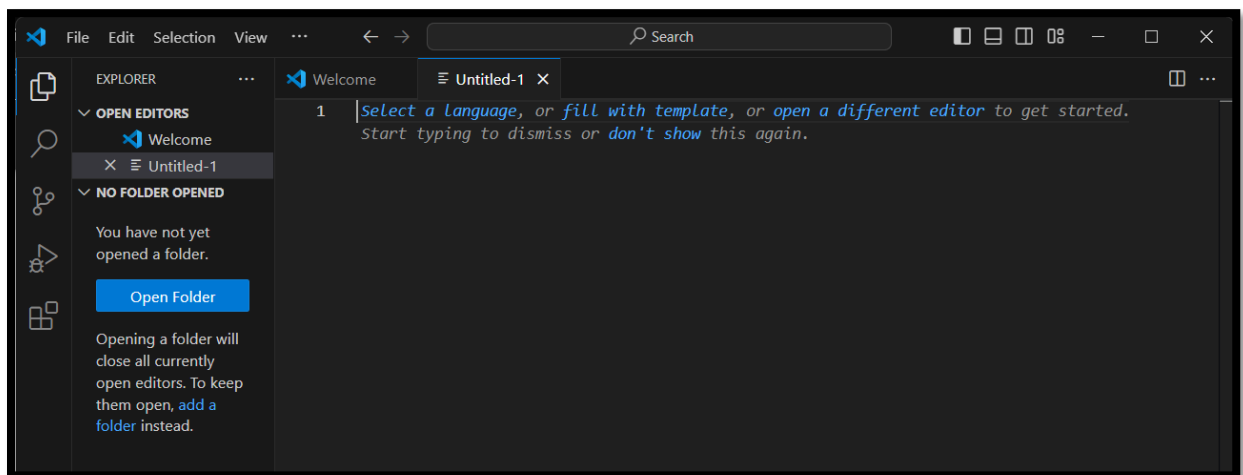 File Edit Selection View ··· Search
EXPLORER ···
Welcome
Untitled-1
OPEN EDITORS
Welcome
Untitled-1
NO FOLDER OPENED
You have not yet
opened a folder.
Open Folder
Opening a folder will
close all currently
open editors. To keep
them open, add a
folder instead.
1 Select a language, or fill with template, or open a different editor to get started.
Start typing to dismiss or don't show this again.